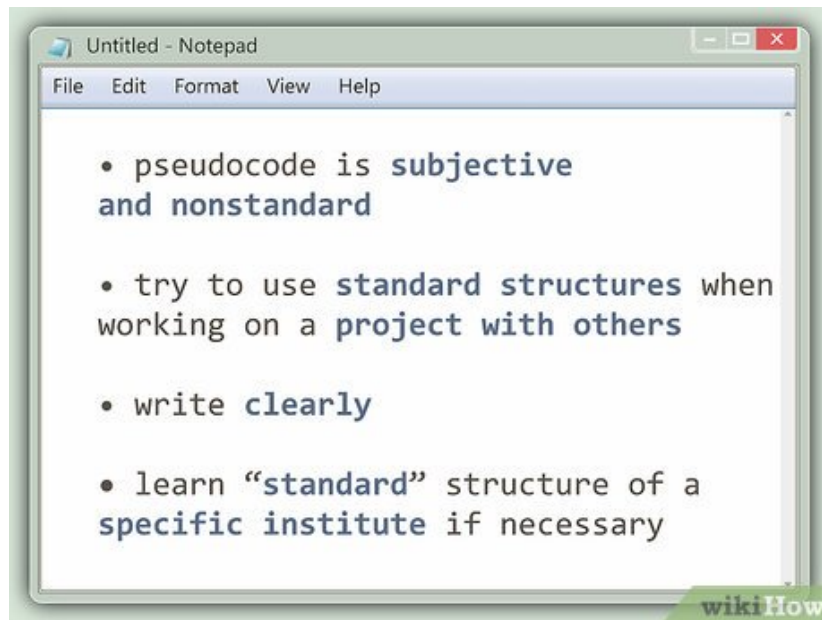 Untitled - Notepad
File Edit Format View Help
• pseudocode is subjective
and nonstandard
• try to use standard structures when
working on a project with others
• write clearly
• learn “standard” structure of a
specific institute if necessary
wikiHow